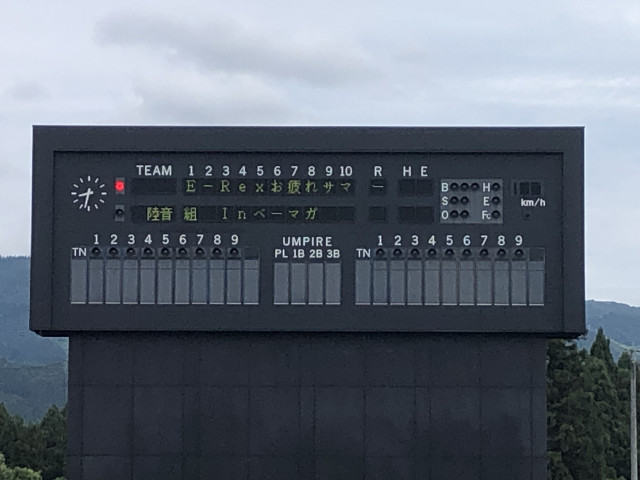 TEAM 1 2 3 4 5 6 7 8 9 10 R H E
E-Rexお疲れサマー
陸音 組 Inベーマガ
B H
S E
O Fc
km/h
1 2 3 4 5 6 7 8 9 UMPIRE 1 2 3 4 5 6 7 8 9
TN PL 1B 2B 3B TN